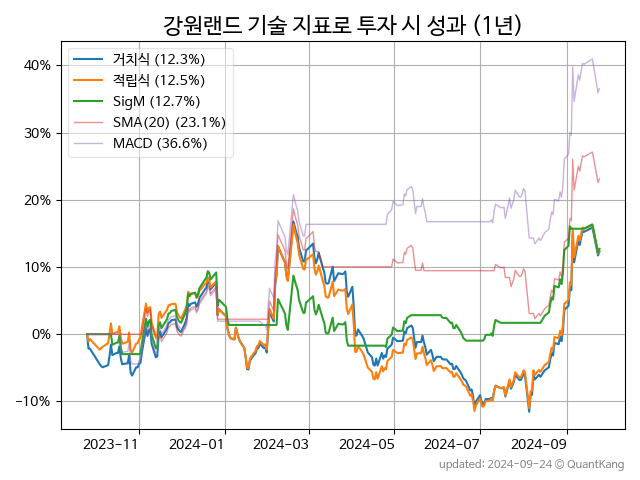 강원랜드 기술 지표로 투자 시 성과 (1년)
거치식 (12.3%)
적립식 (12.5%)
SigM (12.7%)
SMA(20) (23.1%)
MACD (36.6%)
40%
30%
20%
10%
0%
−10%
2023−11 2024−01 2024−03 2024−05 2024−07 2024−09
updated: 2024-09-24 © QuantKang